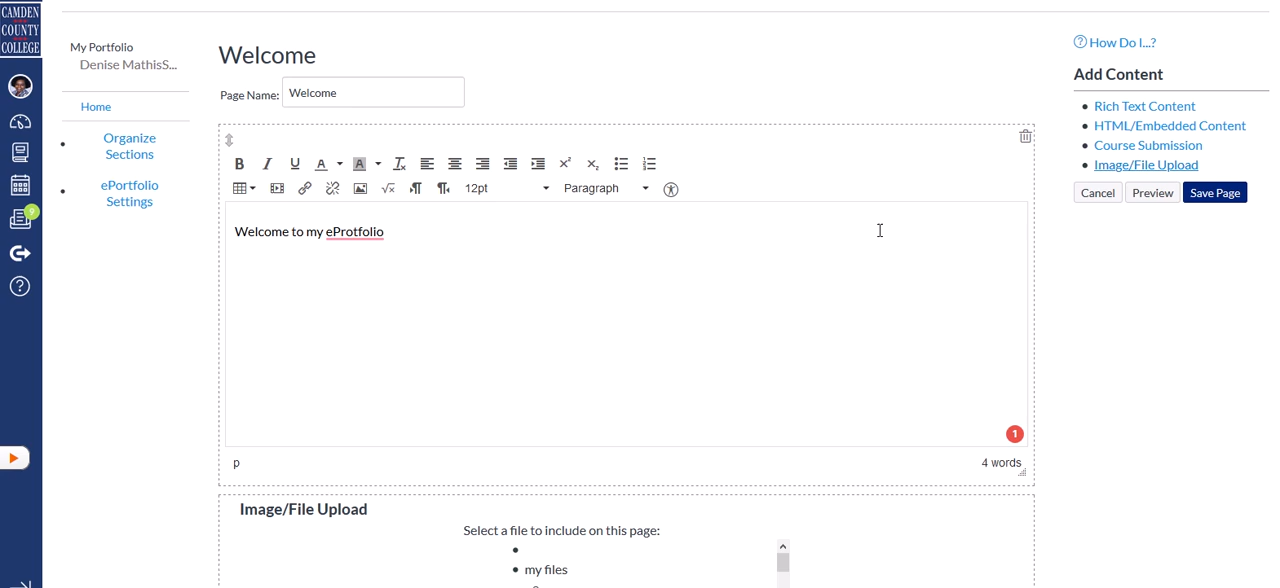 CAMDEN
COUNTY
COLLEGE
9
My Portfolio
Denise MathisS...
Home
Organize
Sections
ePortfolio
Settings
Welcome
Page Name: Welcome
B I U A A
12pt Paragraph
Welcome to my eProtfolio
1
p 4 words
Image/File Upload
Select a file to include on this page:
my files
How Do I...?
Add Content
Rich Text Content
HTML/Embedded Content
Course Submission
Image/File Upload
Cancel Preview Save Page